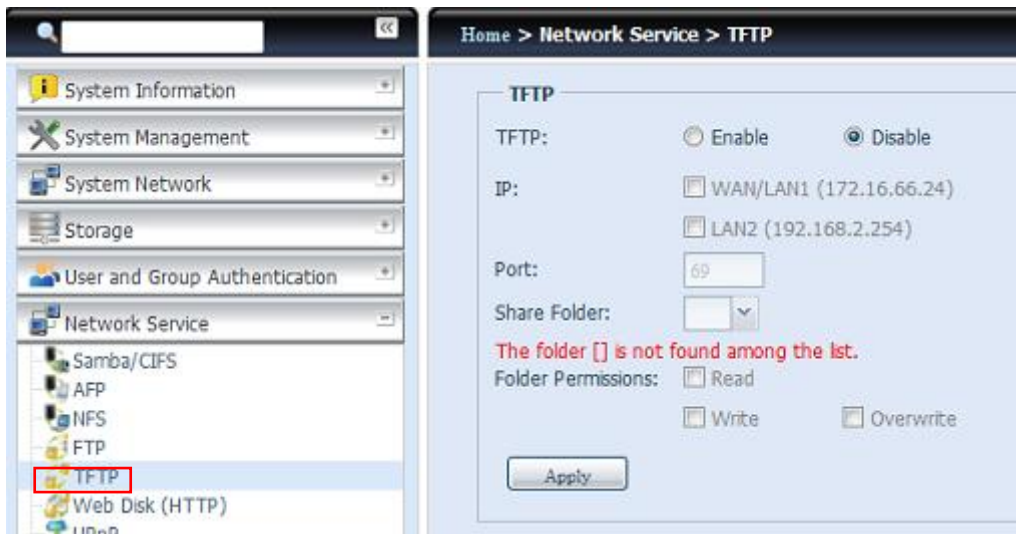 Home > Network Service > TFTP
System Information
System Management
System Network
Storage
User and Group Authentication
Network Service
Samba/CIFS
AFP
NFS
FTP
TFTP
Web Disk (HTTP)
UPnP
TFTP
TFTP: Enable Disable
IP: WAN/LAN1 (172.16.66.24)
LAN2 (192.168.2.254)
Port: 69
Share Folder:
The folder [] is not found among the list.
Folder Permissions: Read
Write Overwrite
Apply